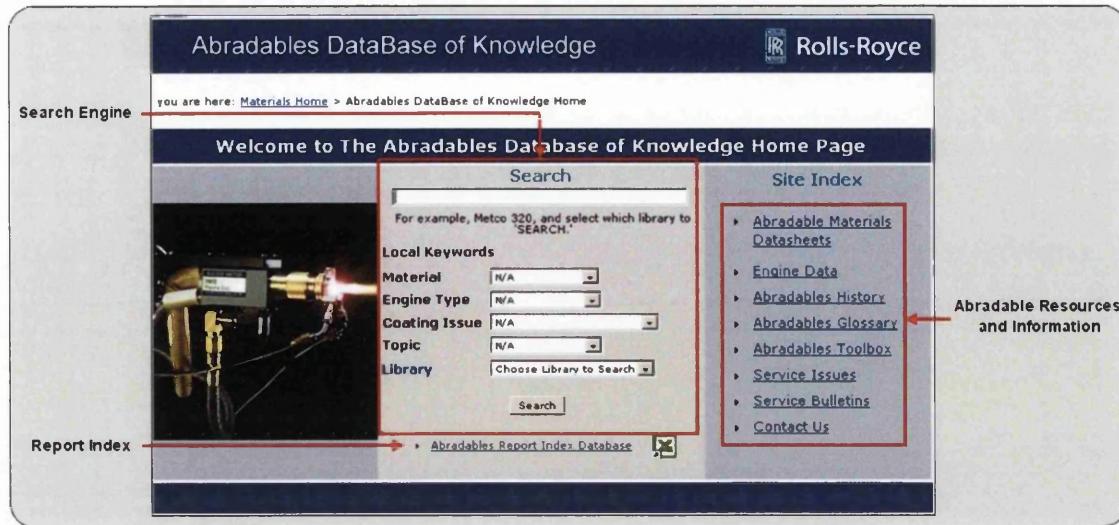 Abradables DataBase of Knowledge
Rolls-Royce
you are here: Materials Home > Abradables DataBase of Knowledge Home
Search Engine
Welcome to The Abradables Database of Knowledge Home Page
Search
For example, Metco 320, and select which library to
'SEARCH.'
Local Keywords
Material N/A
Engine Type N/A
Coating Issue N/A
Topic N/A
Library Choose Library to Search
Search
Report Index
Abradables Report Index Database
Site Index
Abradable Materials
Datasheets
Engine Data
Abradables History
Abradables Glossary
Abradables Toolbox
Service Issues
Service Bulletins
Contact Us
Abradable Resources
and Information